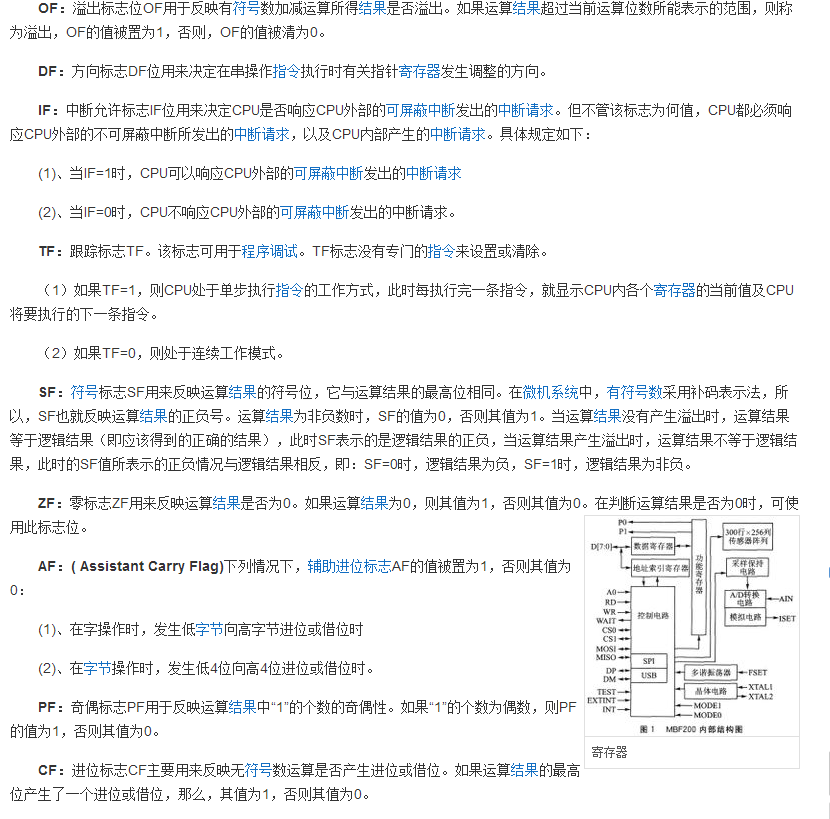 OF：溢出标志位OF用于反映有符号数加减运算所得结果是否溢出。如果运算结果超过当前运算位数所能表示的范围，则称
为溢出，OF的值被置为1，否则，OF的值被清为0。
DF：方向标志DF位用来决定在串操作指令执行时有关指针寄存器发生调整的方向。
IF：中断允许标志IF位用来决定CPU是否响应CPU外部的可屏蔽中断发出的中断请求。但不管该标志为何值，CPU都必须响
应CPU外部的不可屏蔽中断所发出的中断请求，以及CPU内部产生的中断请求。具体规定如下：
(1)、当IF=1时，CPU可以响应CPU外部的可屏蔽中断发出的中断请求
(2)、当IF=0时，CPU不响应CPU外部的可屏蔽中断发出的中断请求。
TF：跟踪标志TF。该标志可用于程序调试。TF标志没有专门的指令来设置或清除。
（1）如果TF=1，则CPU处于单步执行指令的工作方式，此时每执行完一条指令，就显示CPU内各个寄存器的当前值及CPU
将要执行的下一条指令。
（2）如果TF=0，则处于连续工作模式。
SF：符号标志SF用来反映运算结果的符号位，它与运算结果的最高位相同。在微机系统中，有符号数采用补码表示法，所
以，SF也就反映运算结果的正负号。运算结果为非负数时，SF的值为0，否则其值为1。当运算结果没有产生溢出时，运算结果
等于逻辑结果（即应该得到的正确的结果），此时SF表示的是逻辑结果的正负，当运算结果产生溢出时，运算结果不等于逻辑结
果，此时的SF值所表示的正负情况与逻辑结果相反，即：SF=0时，逻辑结果为负，SF=1时，逻辑结果为非负。
ZF：零标志ZF用来反映运算结果是否为0。如果运算结果为0，则其值为1，否则其值为0。在判断运算结果是否为0时，可使
用此标志位。
AF：( Assistant Carry Flag)下列情况下，辅助进位标志AF的值被置为1，否则其值为
0：
(1)、在字操作时，发生低字节向高字节进位或借位时
(2)、在字节操作时，发生低4位向高4位进位或借位时。
PF：奇偶标志PF用于反映运算结果中“1”的个数的奇偶性。如果“1”的个数为偶数，则PF
的值为1，否则其值为0。
CF：进位标志CF主要用来反映无符号数运算是否产生进位或借位。如果运算结果的最高
位产生了一个进位或借位，那么，其值为1，否则其值为0。
P0
P1
D[7:0]
数据寄存器
地址索引寄存器
功能寄存器
300行×256列
传感器阵列
采样保持
电路
A/D转换
电路
模拟电路
AIN
ISET
A0
RD
WR
WAIT
CS0
CS1
MOSI
MISO
DP
DM
TEST
EXTINT
INT
控制电路
SPI
USB
多谐振荡器
晶体电路
FSET
XTAL1
XTAL2
MODE1
MODE0
图 1 MBF200 内部结构图
寄存器